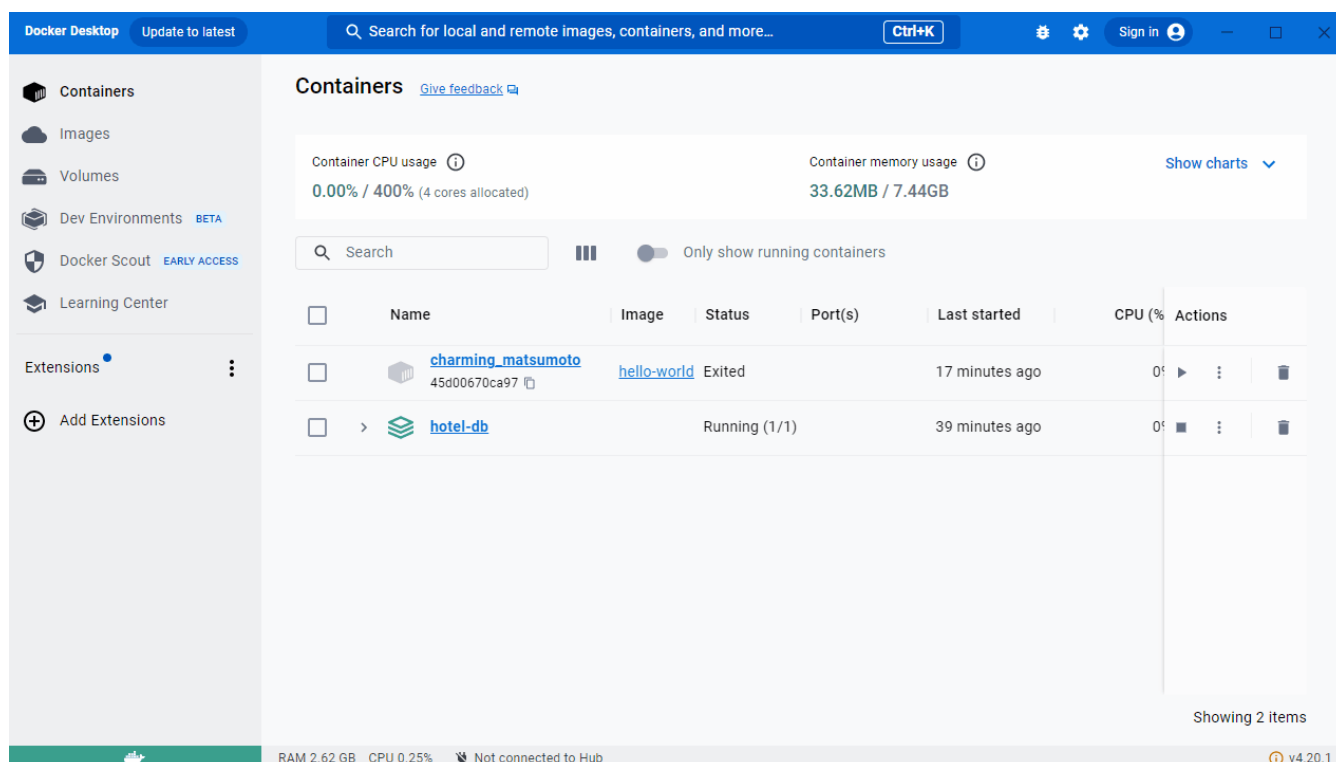 Docker Desktop Update to latest Search for local and remote images, containers, and more... Ctrl+K Sign in
Containers
Images
Volumes
Dev Environments BETA
Docker Scout EARLY ACCESS
Learning Center
Extensions
Add Extensions
Containers Give feedback
Container CPU usage
0.00% / 400% (4 cores allocated)
Container memory usage
33.62MB / 7.44GB
Show charts
Search
Only show running containers
Name Image Status Port(s) Last started CPU (% Actions
charming_matsumoto
45d00670ca97
hello-world Exited 17 minutes ago 0%
hotel-db Running (1/1) 39 minutes ago 0%
Showing 2 items
RAM 2.62 GB CPU 0.25% Not connected to Hub v4.20.1